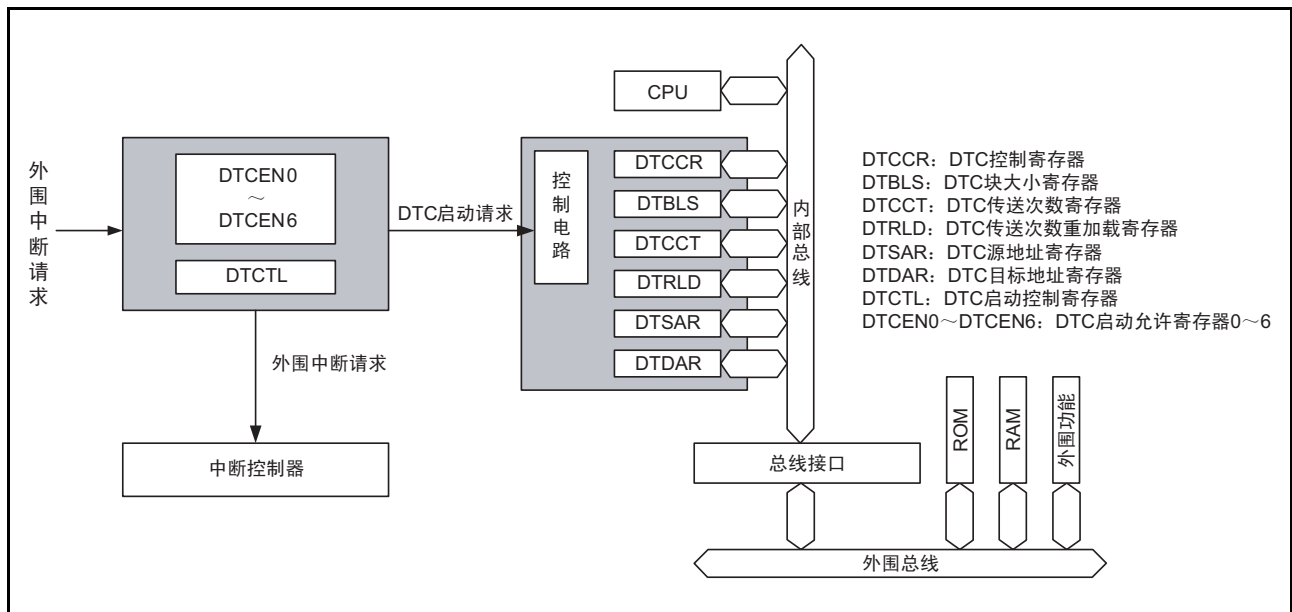 外围中断请求
DTCEN0
～
DTCEN6
DTCTL
DTC启动请求
外围中断请求
中断控制器
控制电路
CPU
DTCCR
DTBLS
DTCCT
DTRLD
DTSAR
DTDAR
内部总线
DTCCR：DTC控制寄存器
DTBLS：DTC块大小寄存器
DTCCT：DTC传送次数寄存器
DTRLD：DTC传送次数重加载寄存器
DTSAR：DTC源地址寄存器
DTDAR：DTC目标地址寄存器
DTCTL：DTC启动控制寄存器
DTCEN0～DTCEN6：DTC启动允许寄存器0～6
总线接口
ROM
RAM
外围功能
外围总线